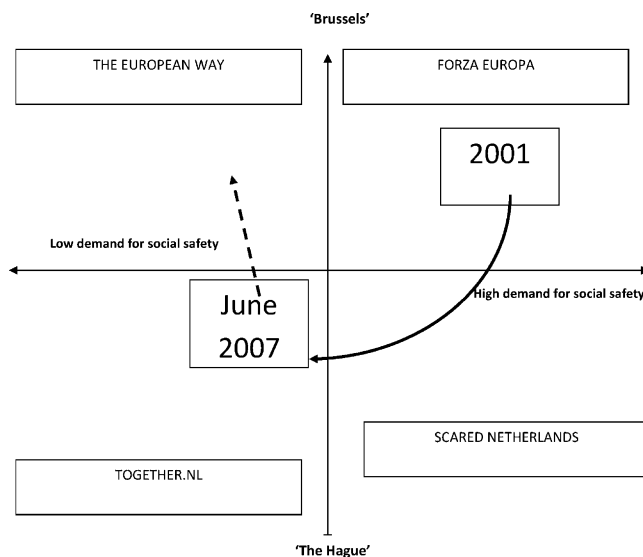 'Brussels'
THE EUROPEAN WAY
FORZA EUROPA
2001
Low demand for social safety
High demand for social safety
June
2007
SCARED NETHERLANDS
TOGETHER.NL
'The Hague'